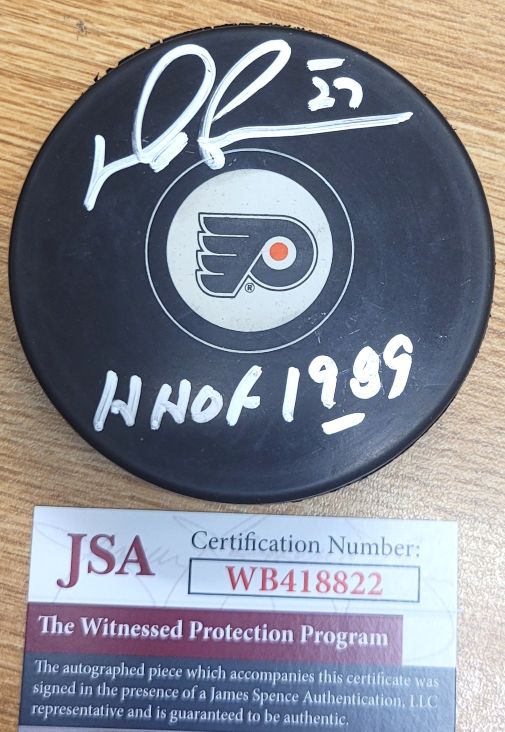 27
®
HHOF 1989
JSA
Certification Number:
WB418822
The Witnessed Protection Program
The autographed piece which accompanies this certificate was
signed in the presence of a James Spence Authentication, LLC
representative and is guaranteed to be authentic.